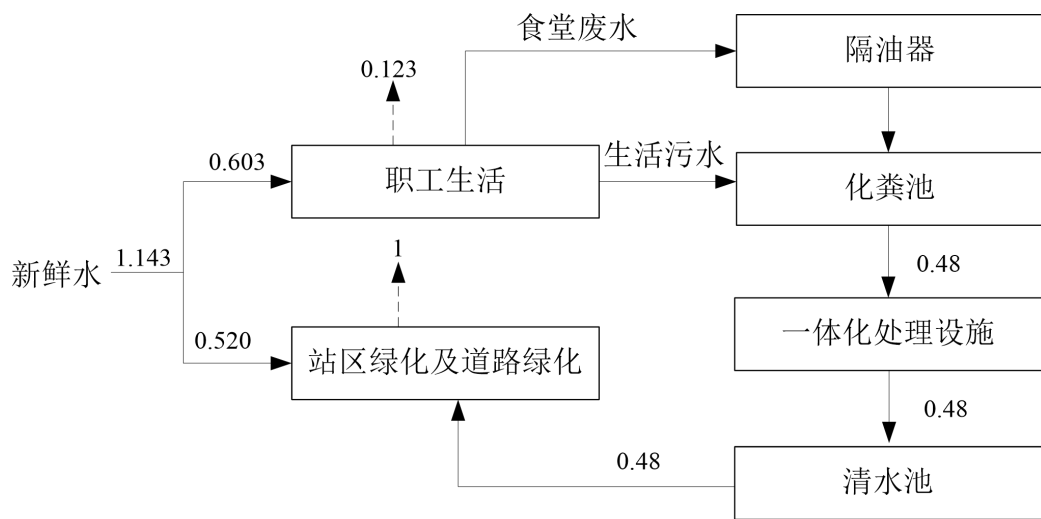 食堂废水
隔油器
0.123
0.603
职工生活
生活污水
化粪池
新鲜水
1.143
1
0.48
0.520
站区绿化及道路绿化
一体化处理设施
0.48
0.48
清水池